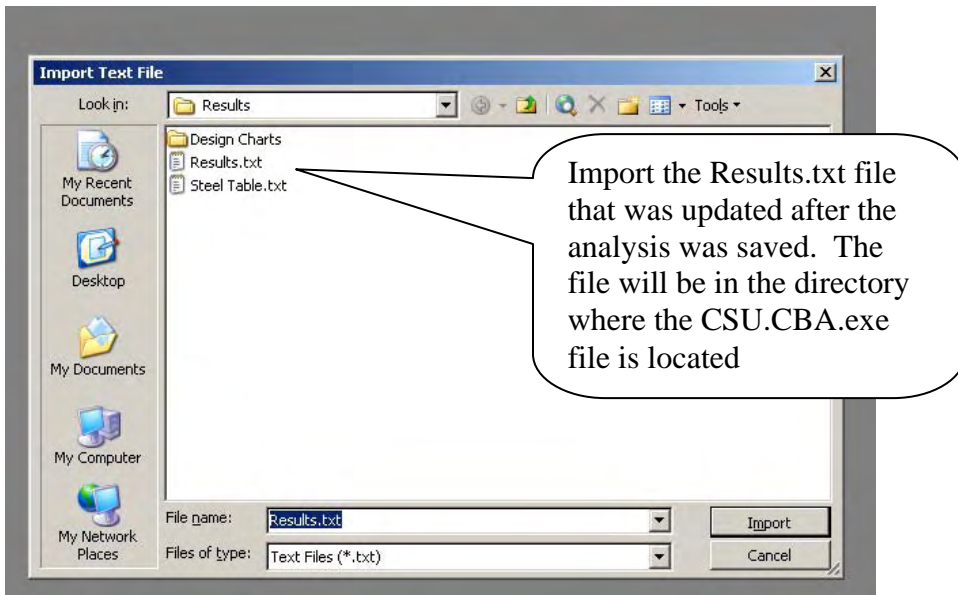 Import Text File
Look in:
Results
Tools
Design Charts
Results.txt
Steel Table.txt
My Recent
Documents
Desktop
My Documents
My Computer
My Network
Places
Import the Results.txt file
that was updated after the
analysis was saved. The
file will be in the directory
where the CSU.CBA.exe
file is located
File name:
Results.txt
Import
Files of type:
Text Files (*.txt)
Cancel